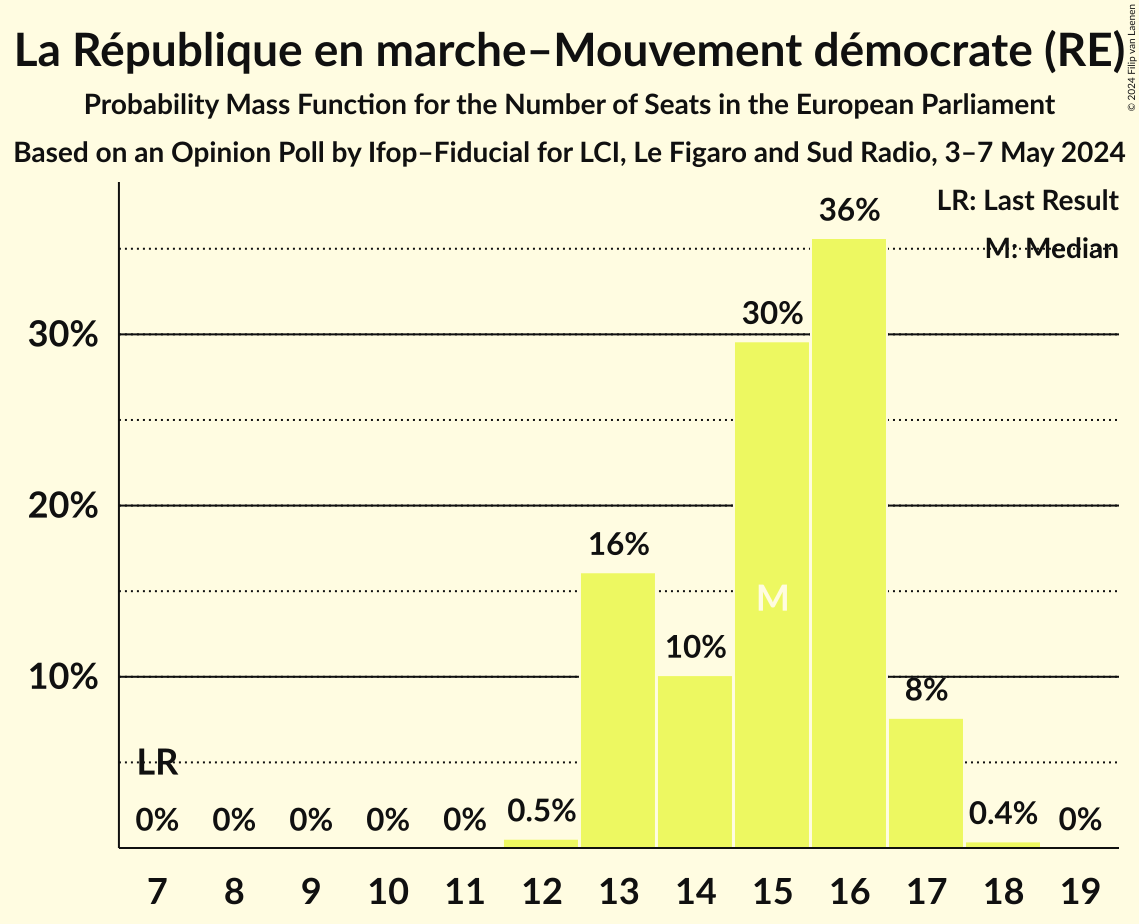 La République en marche–Mouvement démocrate (RE)
Probability Mass Function for the Number of Seats in the European Parliament
Based on an Opinion Poll by Ifop–Fiducial for LCI, Le Figaro and Sud Radio, 3–7 May 2024
© 2024 Filip van Laenen
LR: Last Result
M: Median
36%
30%
30%
20%
16%
M
10%
10%
8%
LR
0% 0% 0% 0% 0% 0.5% 0.4% 0%
7 8 9 10 11 12 13 14 15 16 17 18 19